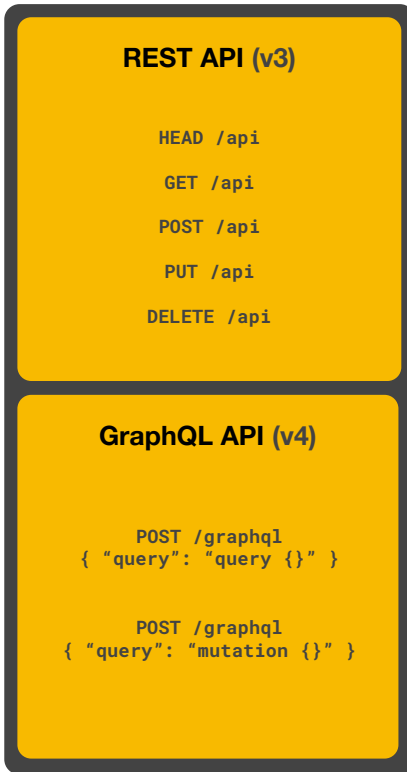 REST API (v3)
HEAD /api
GET /api
POST /api
PUT /api
DELETE /api
GraphQL API (v4)
POST /graphql
{ “query”: “query {}” }
POST /graphql
{ “query”: “mutation {}” }